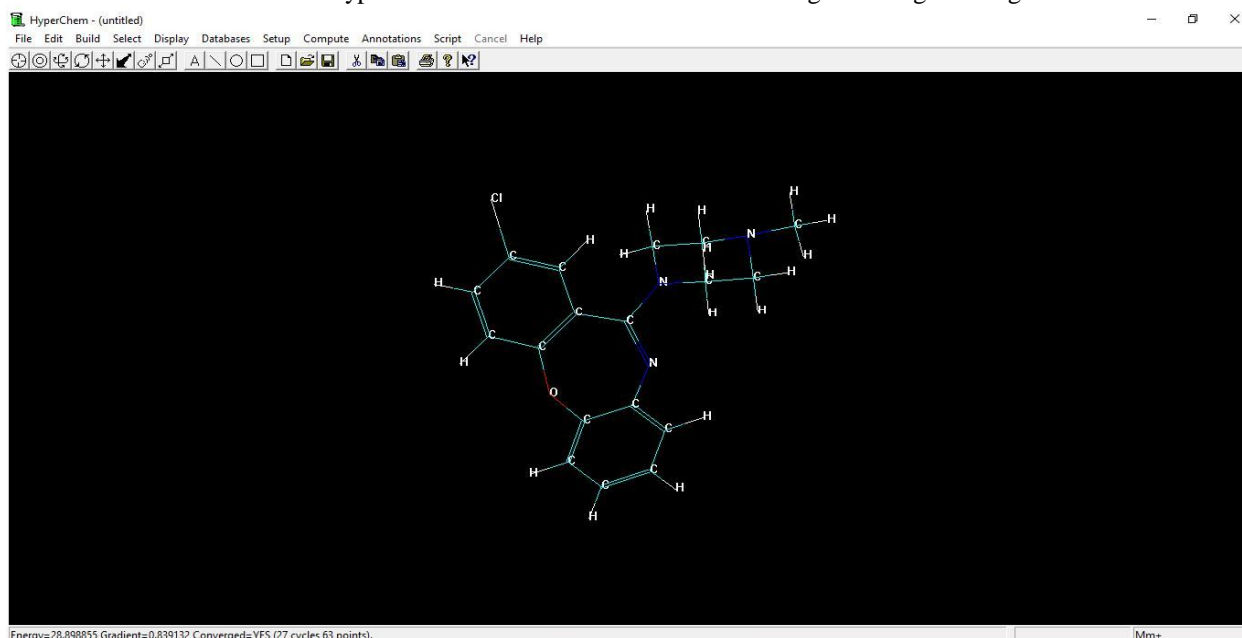 HyperChem - (untitled)
File Edit Build Select Display Databases Setup Compute Annotations Script Cancel Help
A
H
Cl
H H
C H
N
H C C H
C H H
C H C H
H N C
C
C H H
C
C
C
H N
O
C
C C H
H C C
C H
H
Energy=28.898855 Gradient=0.839132 Converged=YES (27 cycles 63 points).
Mm+